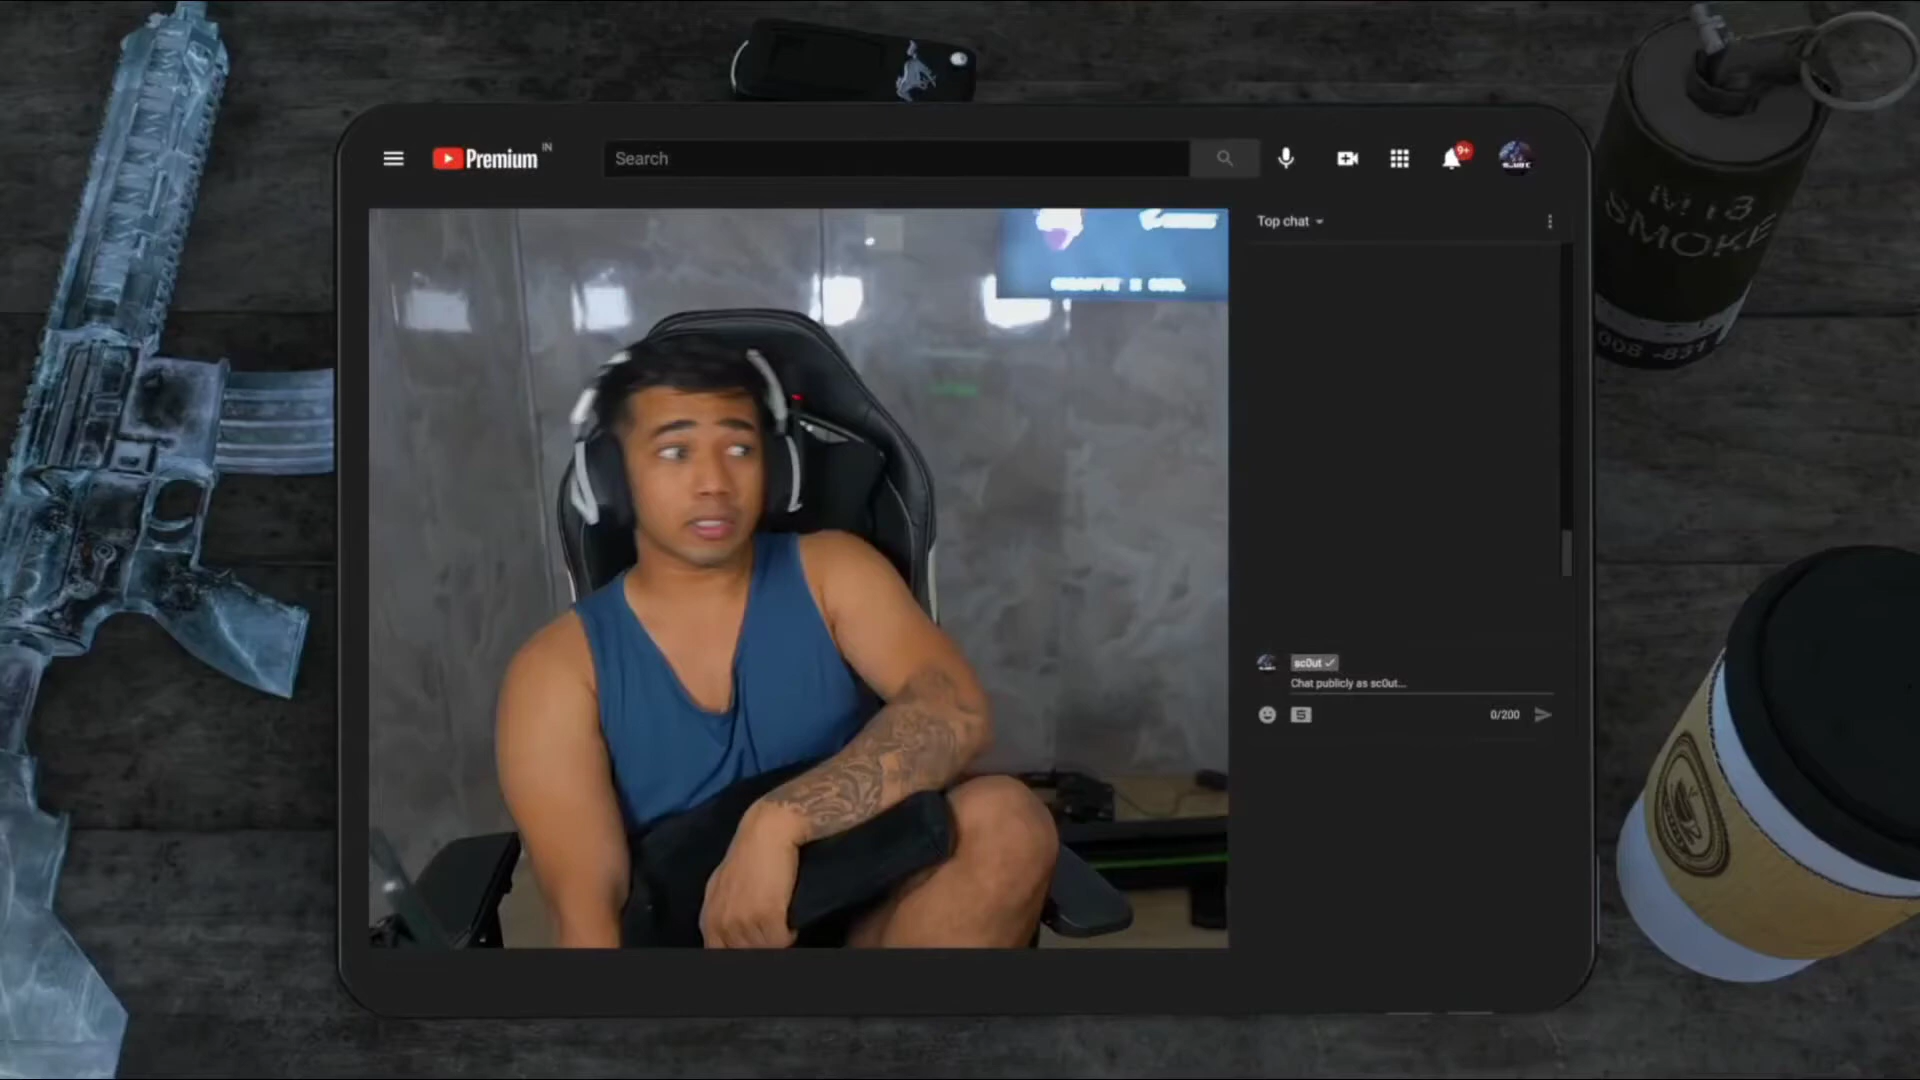 Premium IN
Search
9+
Top chat
M18
SMOKE
sc0ut
Chat publicly as sc0ut...
0/200